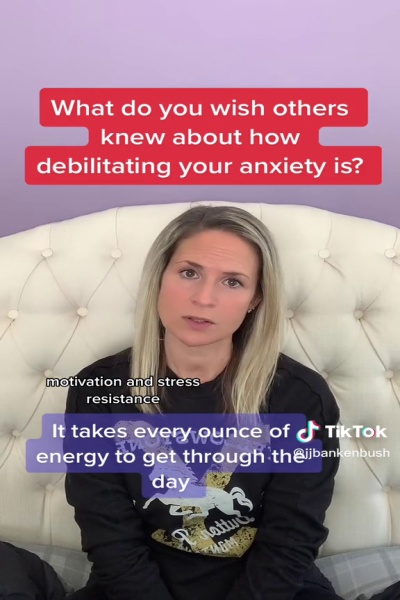 What do you wish others
knew about how
debilitating your anxiety is?
motivation and stress
resistance
It takes every ounce of
energy to get through the
day
TikTok
@jjbankenbush